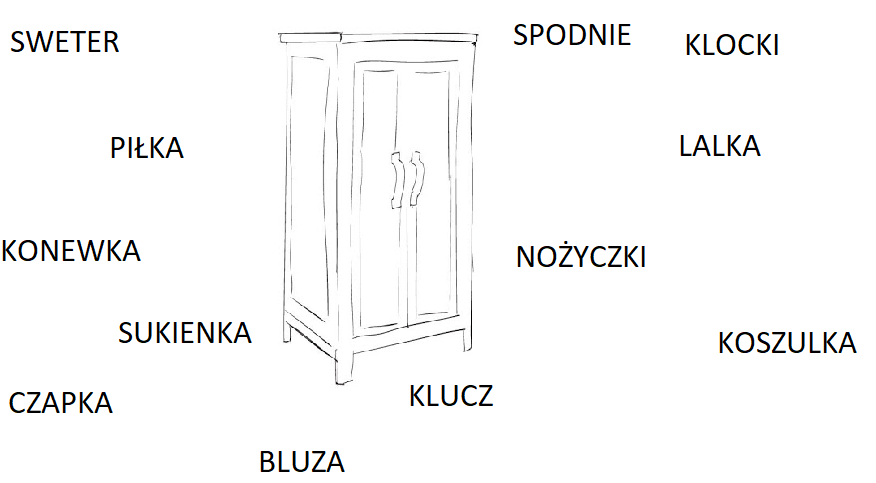 SWETER
SPODNIE
KLOCKI
PIŁKA
LALKA
KONEWKA
NOŻYCZKI
SUKIENKA
KOSZULKA
CZAPKA
KLUCZ
BLUZA